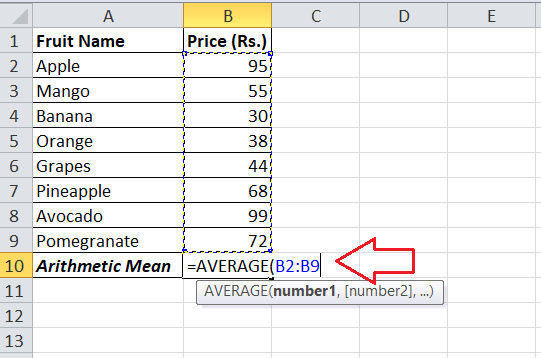 A B C D E
1 Fruit Name Price (Rs.)
2 Apple 95
3 Mango 55
4 Banana 30
5 Orange 38
6 Grapes 44
7 Pineapple 68
8 Avocado 99
9 Pomegranate 72
10 Arithmetic Mean =AVERAGE(B2:B9
11 AVERAGE(number1, [number2], ...)
12
13